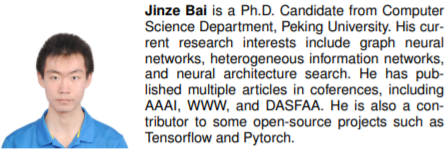 Jinze Bai is a Ph.D. Candidate from Computer
Science Department, Peking University. His cur-
rent research interests include graph neural
networks, heterogeneous information networks,
and neural architecture search. He has pub-
lished multiple articles in coferences, including
AAAI, WWW, and DASFAA. He is also a con-
tributor to some open-source projects such as
Tensorflow and Pytorch.